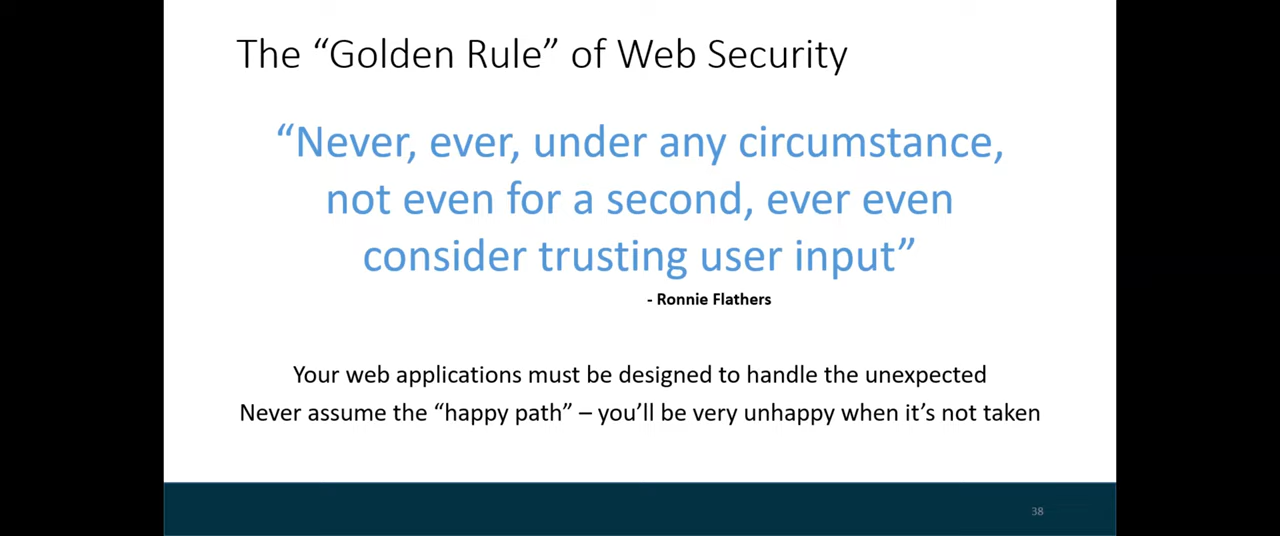 The “Golden Rule” of Web Security
“Never, ever, under any circumstance,
not even for a second, ever even
consider trusting user input”
- Ronnie Flathers
Your web applications must be designed to handle the unexpected
Never assume the “happy path” – you’ll be very unhappy when it’s not taken
38